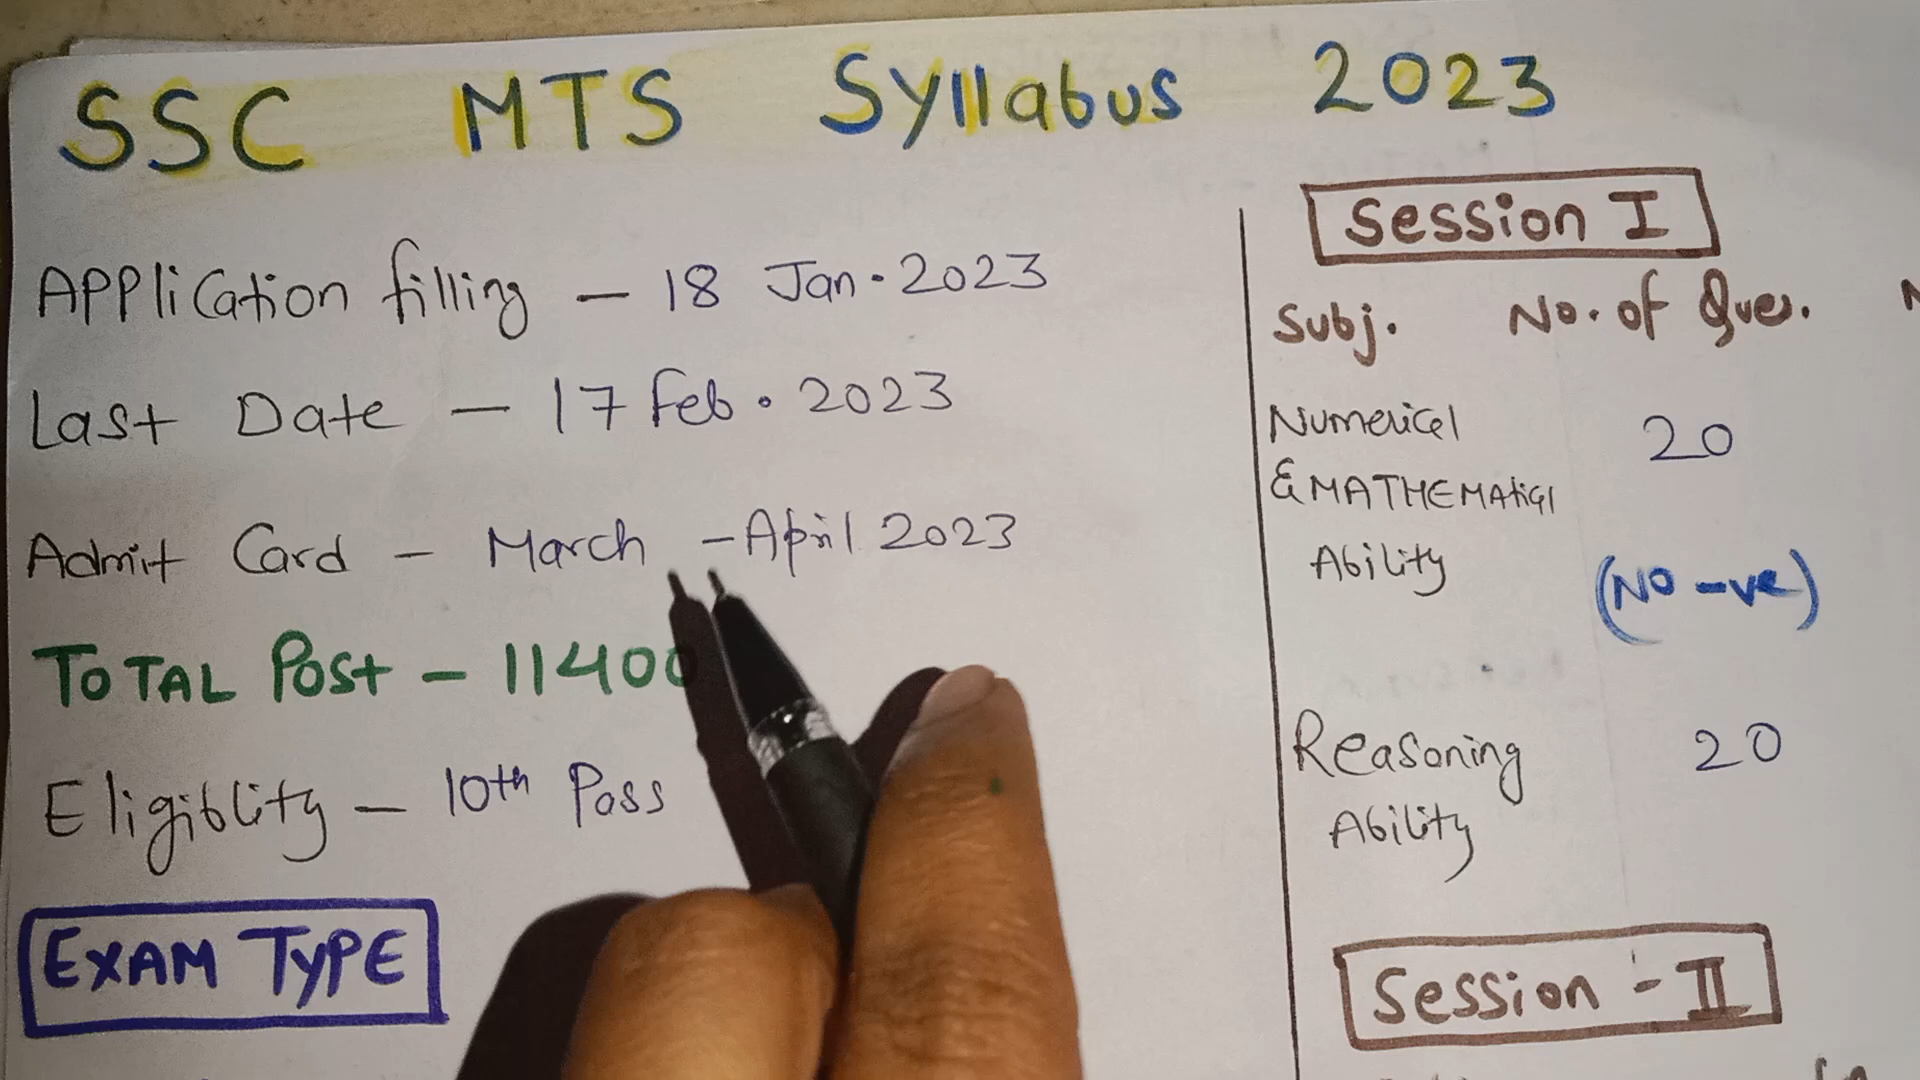 SSC MTS Syllabus 2023
Application filling - 18 Jan. 2023
Last Date - 17 Feb. 2023
Admit Card - March - April 2023
TOTAL POST - 11400
Eligiblity - 10th Pass
EXAM TYPE
Session I
Subj. No. of Ques.
Numerical 20
& MATHEMATICAl
Ability
(NO -ve)
Reasoning 20
Ability
Session - II